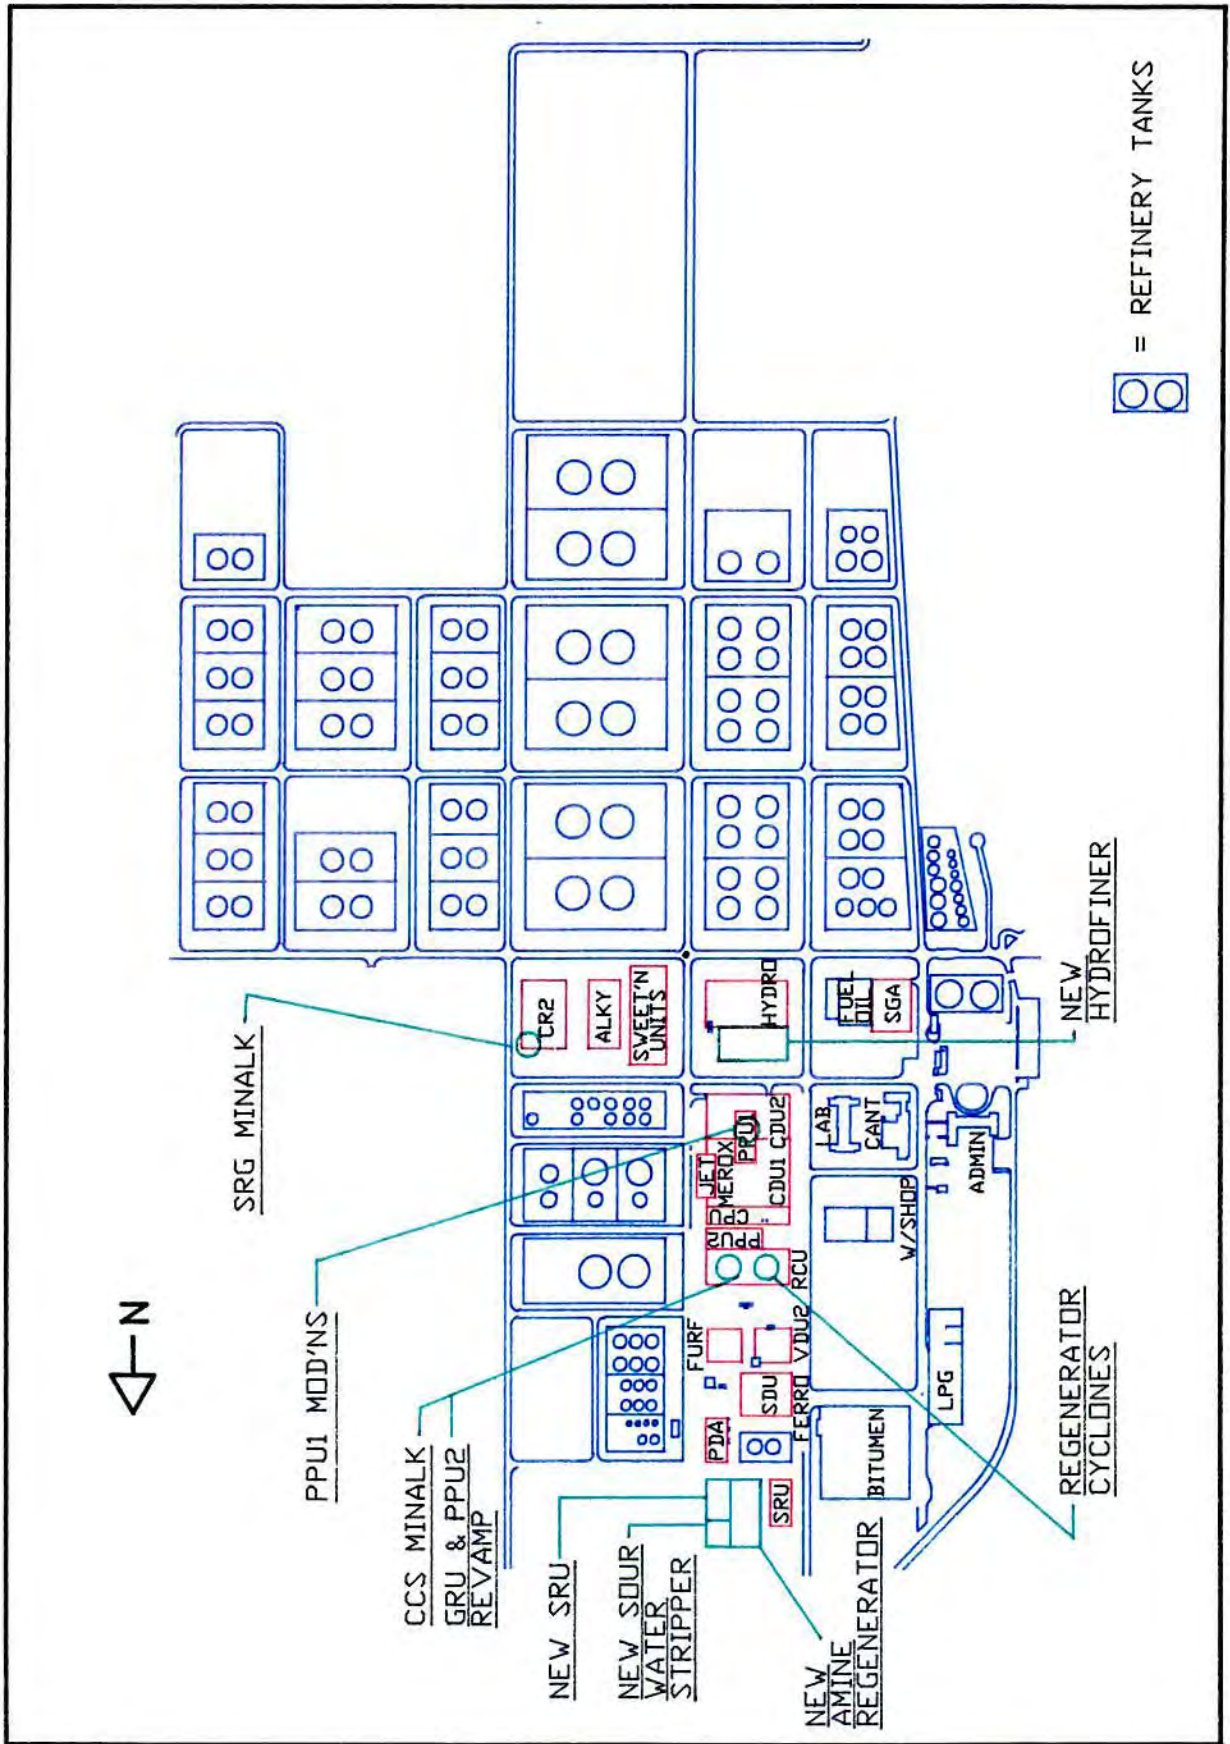 N
SRG MINALK
PPU1 MOD'NS
CCS MINALK
GRU & PPU2
REVAMP
NEW SRU
NEW SOUR
WATER
STRIPPER
NEW
AMINE
REGENERATOR
REGENERATOR
CYCLONES
NEW
HYDROFINER
= REFINERY TANKS
CR2
ALKY
SWEET'N
UNITS
HYDRO
FUEL
OIL
SGA
JET
MEROX
PPU1
CDU1
CDU2
PPU2
RCU
LAB
CANT
ADMIN
W/SHOP
FURF
VDU2
SDU
FERRO
PDA
SRU
BITUMEN
LPG